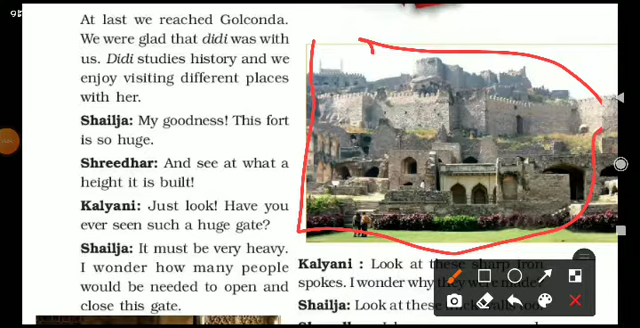 At last we reached Golconda.
We were glad that didi was with
us. Didi studies history and we
enjoy visiting different places
with her.
Shailja: My goodness! This fort
is so huge.
Shreedhar: And see at what a
height it is built!
Kalyani: Just look! Have you
ever seen such a huge gate?
Shailja: It must be very heavy.
I wonder how many people
would be needed to open and
close this gate.
Kalyani : Look at these sharp iron
spokes. I wonder why they were made?
Shailja: Look at these thick walls too.